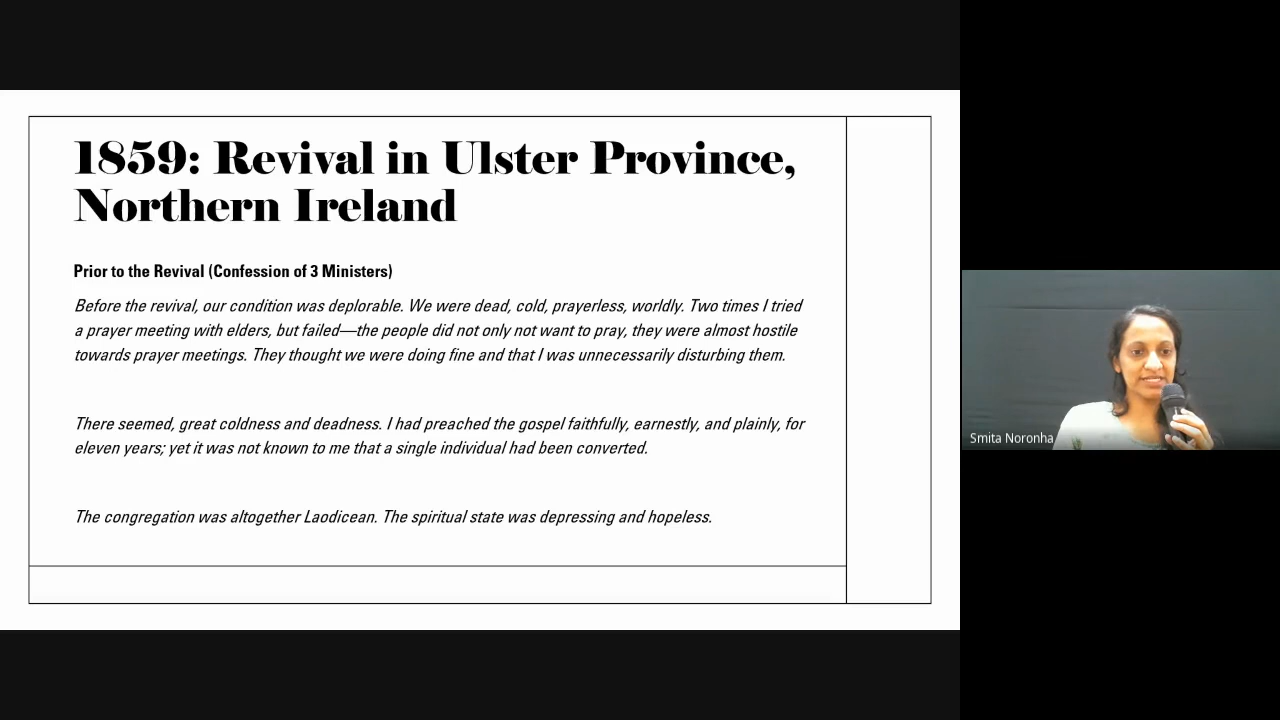 1859: Revival in Ulster Province,
Northern Ireland
Prior to the Revival (Confession of 3 Ministers)
Before the revival, our condition was deplorable. We were dead, cold, prayerless, worldly. Two times I tried
a prayer meeting with elders, but failed—the people did not only not want to pray, they were almost hostile
towards prayer meetings. They thought we were doing fine and that I was unnecessarily disturbing them.
There seemed, great coldness and deadness. I had preached the gospel faithfully, earnestly, and plainly, for
eleven years; yet it was not known to me that a single individual had been converted.
The congregation was altogether Laodicean. The spiritual state was depressing and hopeless.
Smita Noronha